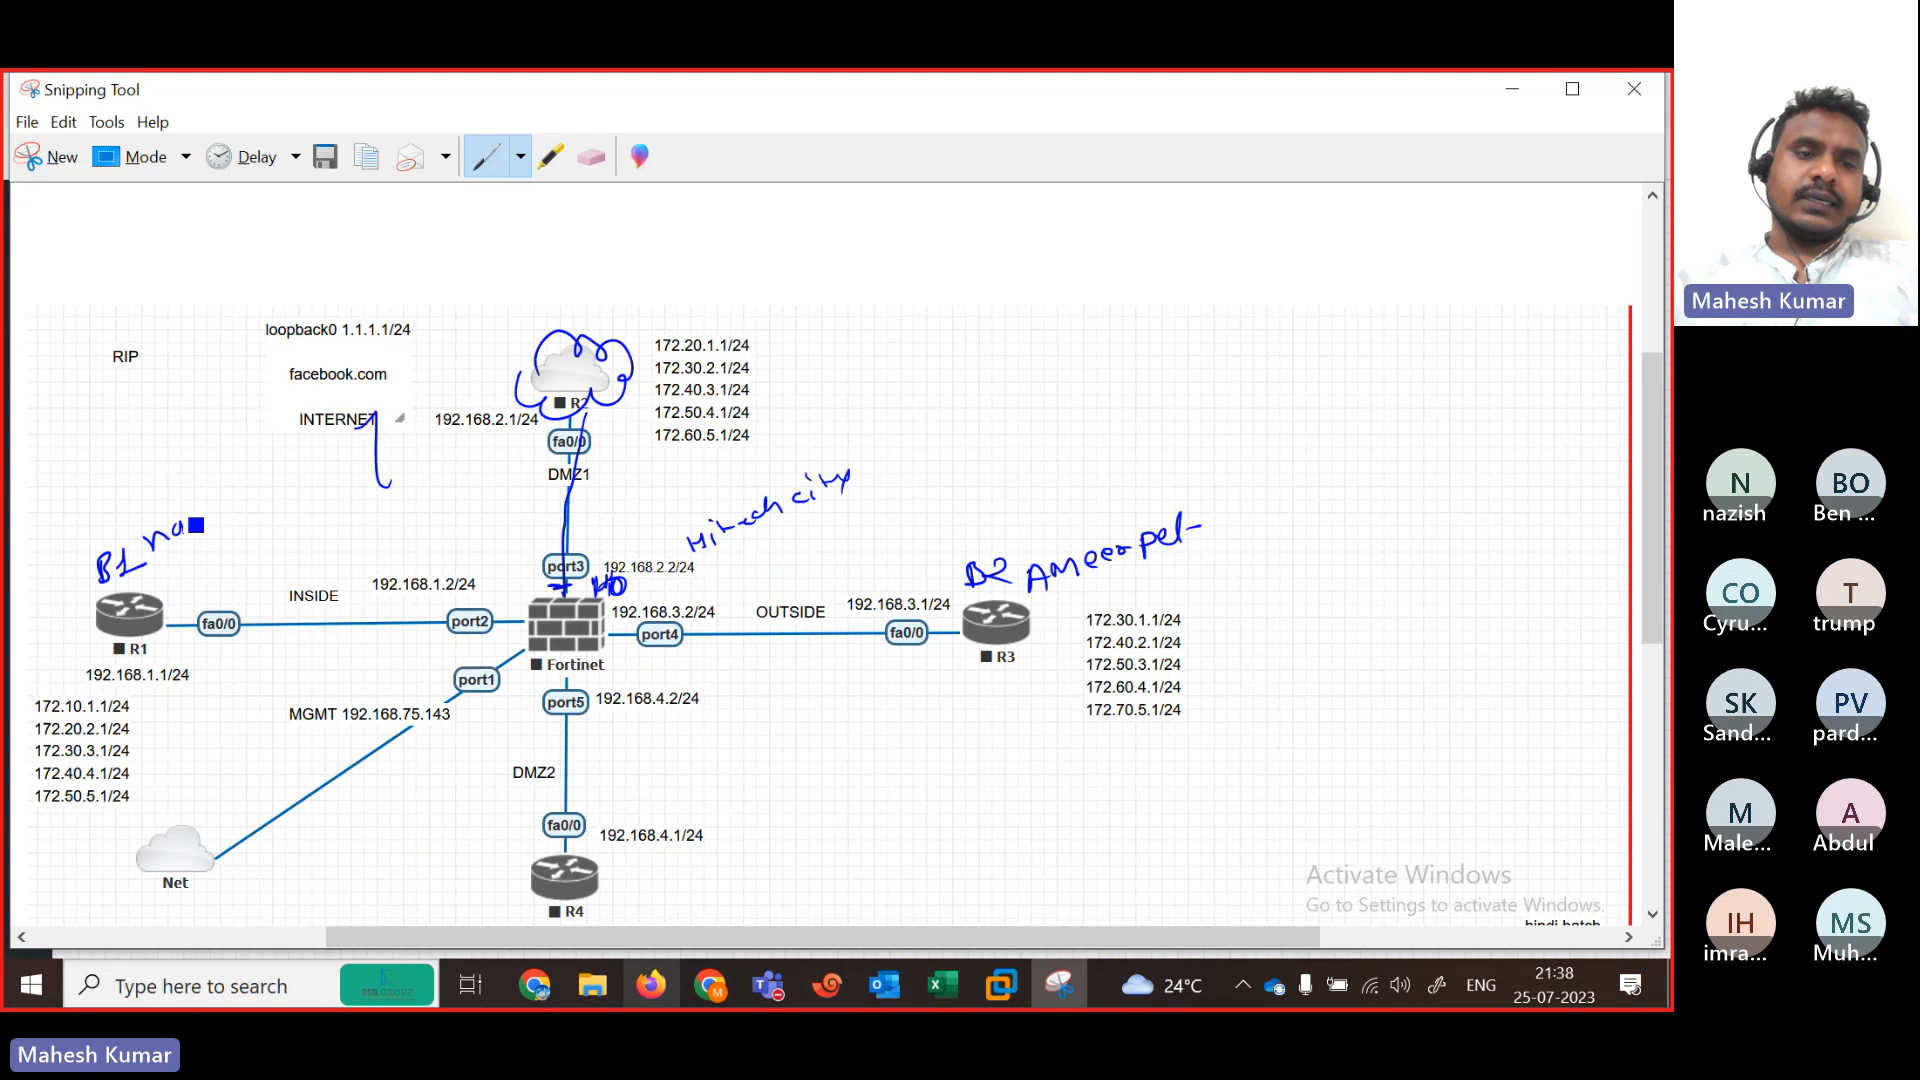 Snipping Tool
File Edit Tools Help
New Mode Delay
loopback0 1.1.1.1/24
RIP
facebook.com
INTERNET
192.168.2.1/24
R2
172.20.1.1/24
172.30.2.1/24
172.40.3.1/24
172.50.4.1/24
172.60.5.1/24
fa0/0
DMZ1
Hitech city
B1 na
port3
192.168.2.2/24
HO
B2 Ameerpet
192.168.1.2/24
INSIDE
192.168.3.2/24
OUTSIDE
192.168.3.1/24
fa0/0
port2
port4
fa0/0
R1
Fortinet
R3
192.168.1.1/24
port1
172.30.1.1/24
172.40.2.1/24
172.50.3.1/24
172.60.4.1/24
172.70.5.1/24
port5
192.168.4.2/24
MGMT 192.168.75.143
172.10.1.1/24
172.20.2.1/24
172.30.3.1/24
172.40.4.1/24
172.50.5.1/24
DMZ2
fa0/0
192.168.4.1/24
Net
R4
Activate Windows
Go to Settings to activate Windows.
hindi batch
Type here to search
PSB GROUP
24°C
ENG
21:38
25-07-2023
Mahesh Kumar
Mahesh Kumar
N
nazish
BO
Ben ...
CO
Cyru...
T
trump
SK
Sand...
PV
pard...
M
Male...
A
Abdul
IH
imra...
MS
Muh...